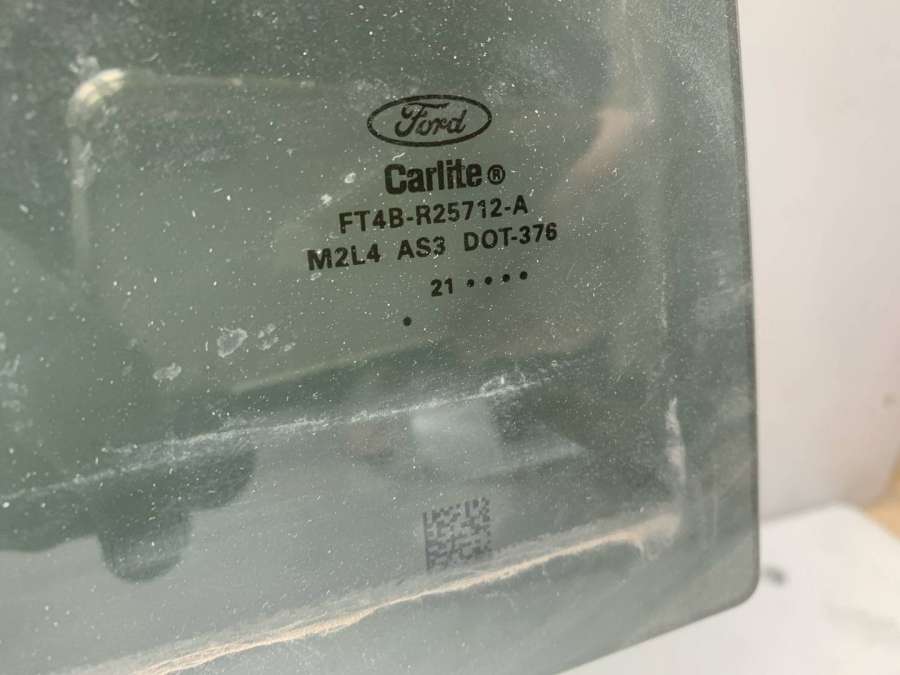 Ford
Carlite®
FT4B-R25712-A
M2L4 AS3 DOT-376
21 • • • •
•